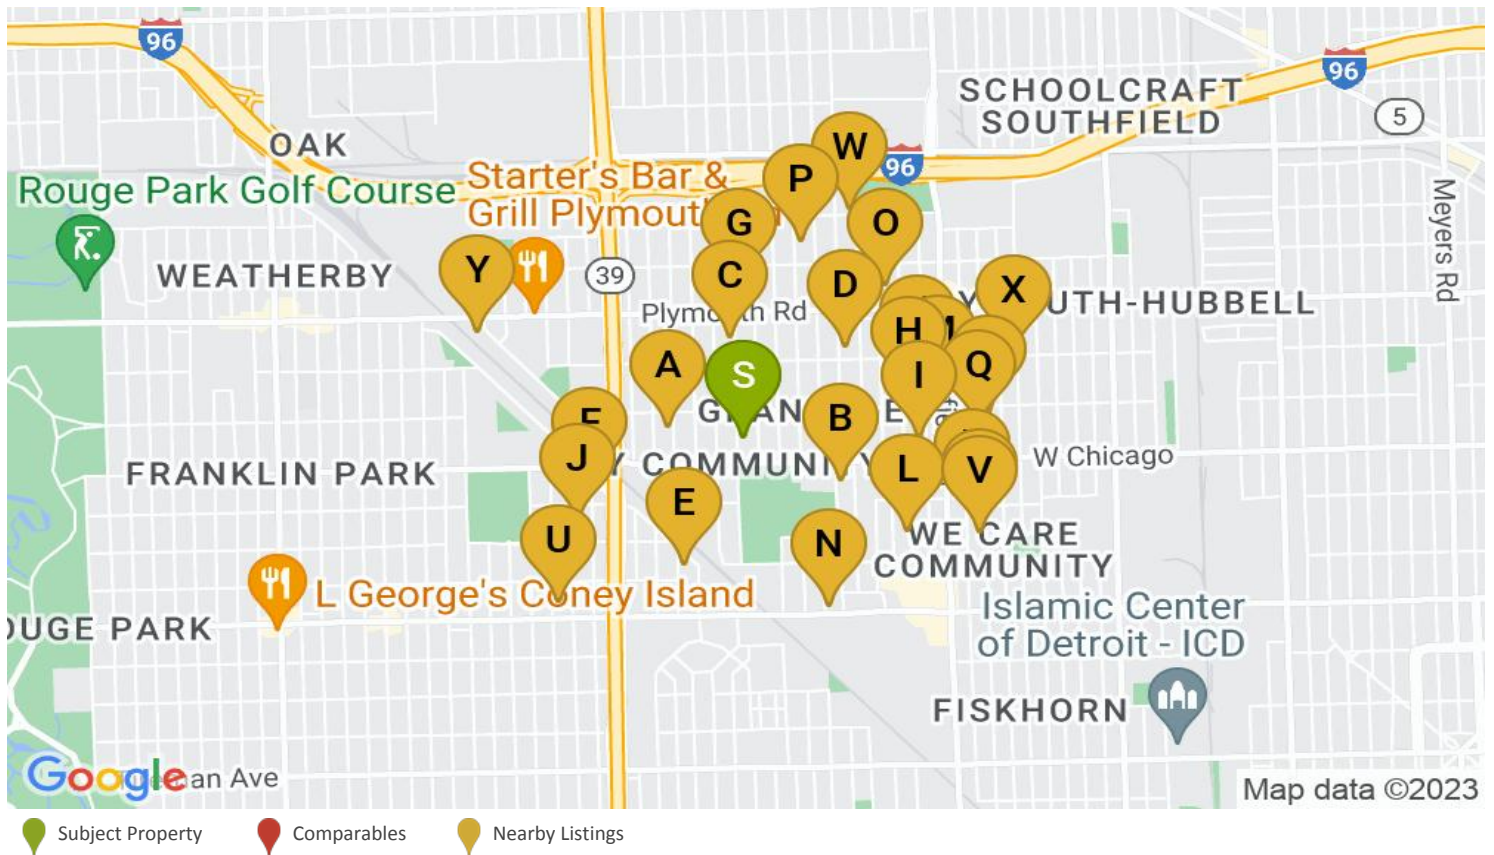 96
96
SCHOOLCRAFT
SOUTHFIELD
5
OAK
W
96
Starter's Bar &
Grill Plymout
P
Rouge Park Golf Course
G
O
Meyers Rd
WEATHERBY
Y
39
C
D
X
Plymouth Rd
UTH-HUBBELL
H
A
S
I
Q
B
FRANKLIN PARK
J
COMMUNI
L
V
W Chicago
E
U
N
WE CARE
COMMUNITY
L George's Coney Island
Islamic Center
of Detroit - ICD
OUGE PARK
FISKHORN
Google
an Ave
Map data ©2023
Subject Property
Comparables
Nearby Listings